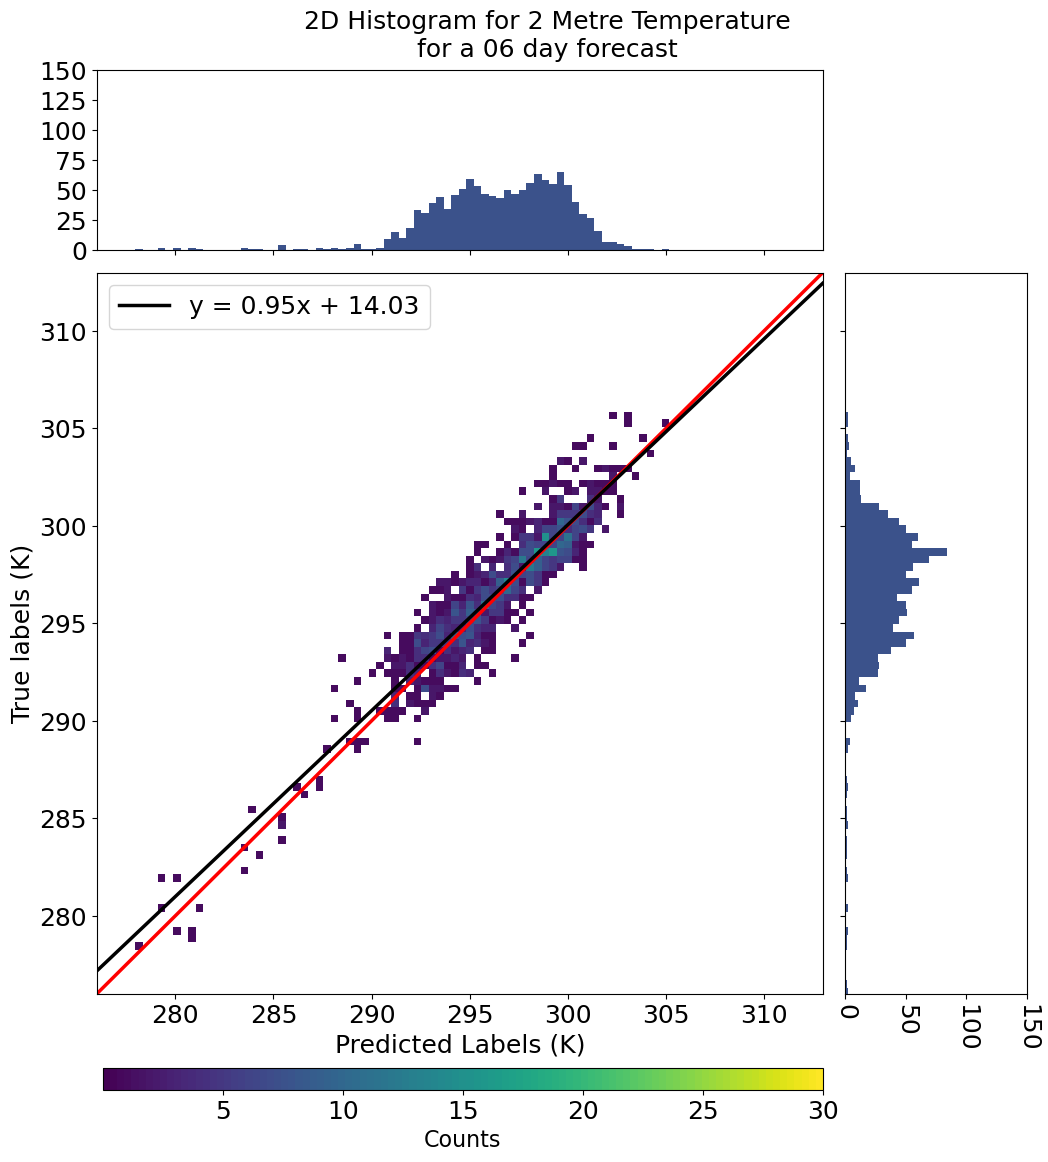 2D Histogram for 2 Metre Temperature
for a 06 day forecast
150
125
100
75
50
25
0
y = 0.95x + 14.03
310
305
300
295
290
285
280
True labels (K)
280 285 290 295 300 305 310
Predicted Labels (K)
0 50 100 150
5 10 15 20 25 30
Counts